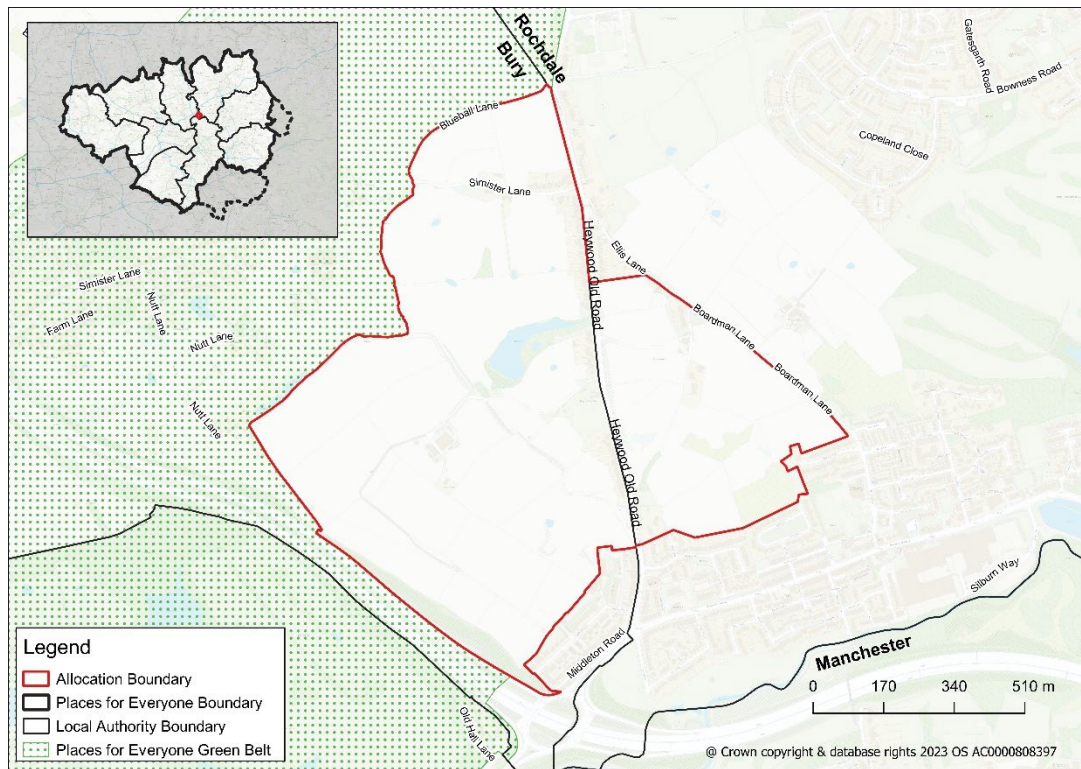 Rochdale
Bury
Gatesgarth Road
Bowness Road
Copeland Close
Blueball Lane
Simister Lane
Heywood Old Road
Ellis Lane
Simister Lane
Nutt Lane
Farm Lane
Nutt Lane
Boardman Lane
Boardman Lane
Nutt Lane
Heywood Old Road
Silburn Way
Middleton Road
Manchester
Old Hall Lane
Legend
Allocation Boundary
Places for Everyone Boundary
Local Authority Boundary
Places for Everyone Green Belt
0 170 340 510 m
@ Crown copyright & database rights 2023 OS AC0000808397